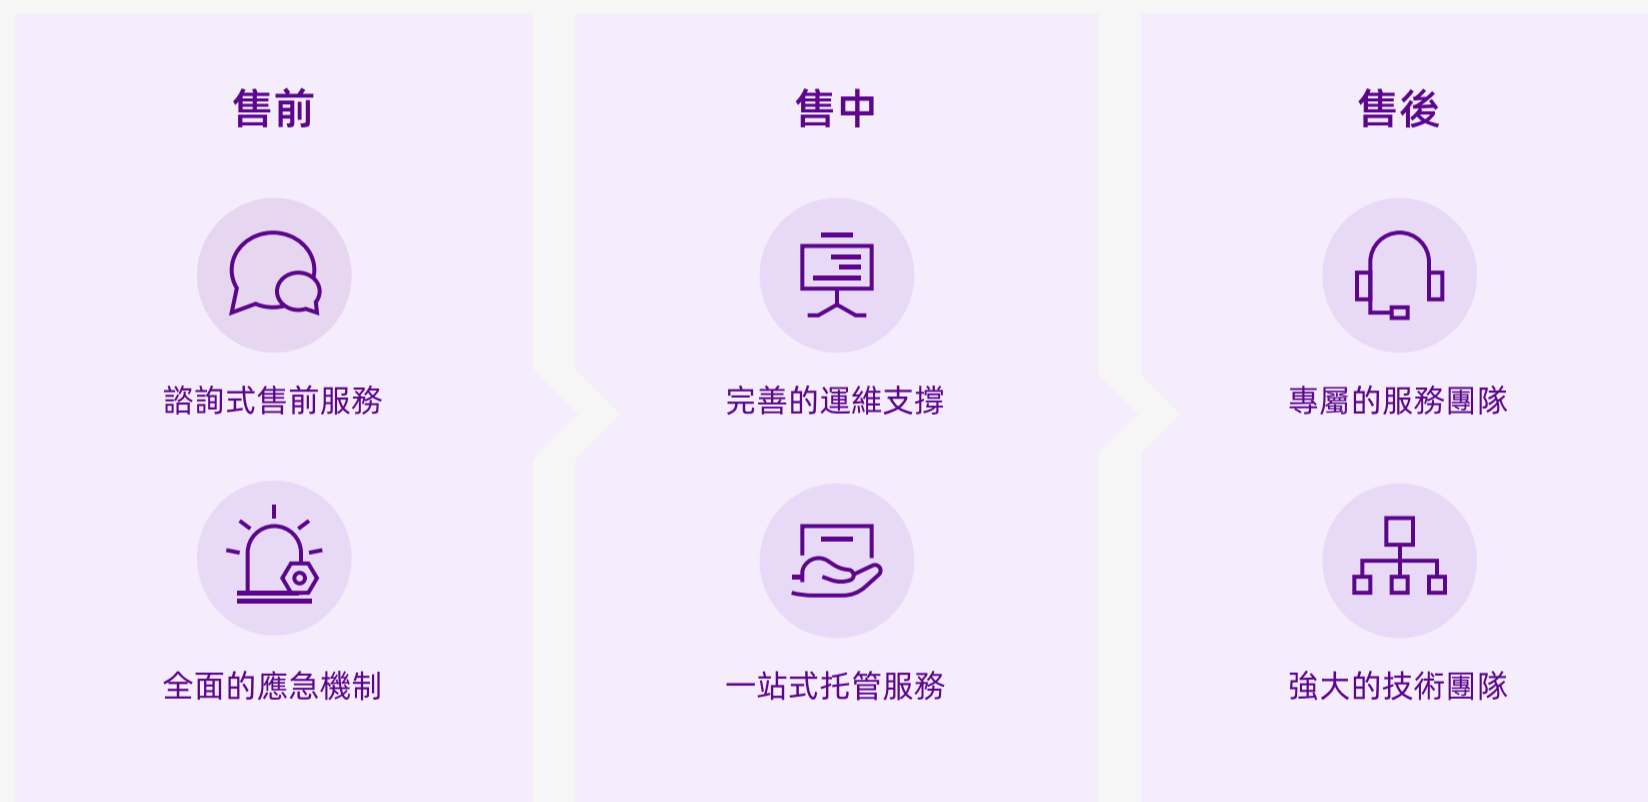 售前
諮詢式售前服務
全面的應急機制
售中
完善的運維支撐
一站式托管服務
售後
專屬的服務團隊
強大的技術團隊